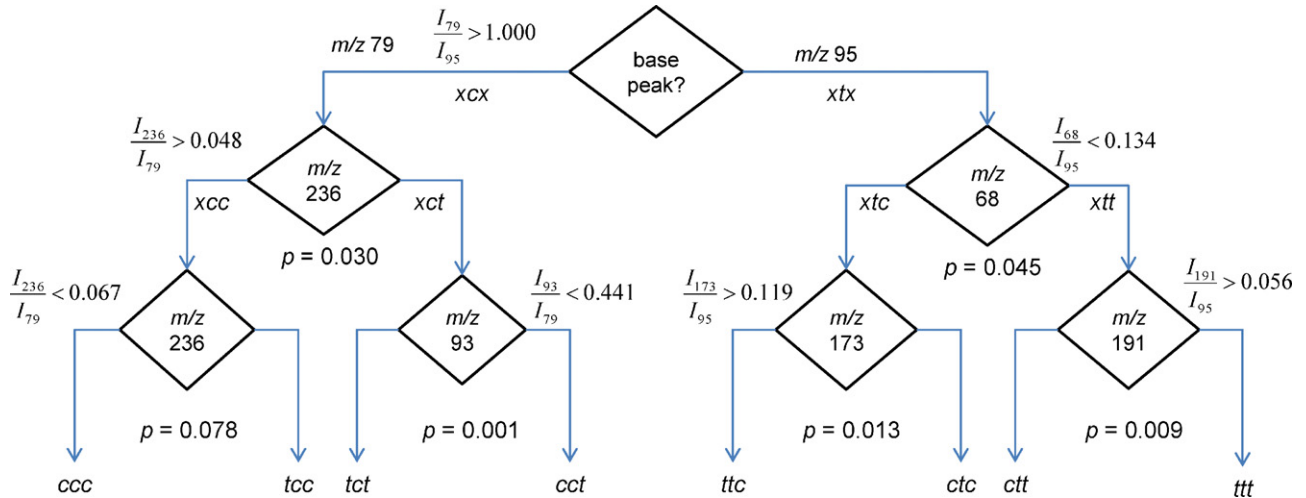 base
peak?
m/z 79
I79/I95 > 1.000
m/z 95
xcx
xtx
I236/I79 > 0.048
m/z
236
I68/I95 < 0.134
m/z
68
xcc
xct
xtc
xtt
p = 0.030
p = 0.045
I236/I79 < 0.067
m/z
236
I93/I79 < 0.441
m/z
93
I173/I95 > 0.119
m/z
173
I191/I95 > 0.056
m/z
191
p = 0.078
p = 0.001
p = 0.013
p = 0.009
ccc
tcc
tct
cct
ttc
ctc
ctt
ttt